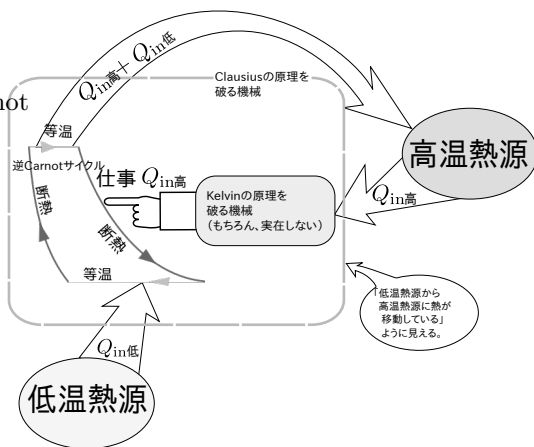 Q_in高 + Q_in低
Clausiusの原理を
破る機械
not
等温
高温熱源
逆Carnotサイクル
仕事 Q_in高
Kelvinの原理を
破る機械
(もちろん、実在しない)
Q_in高
断熱
断熱
等温
「低温熱源から
高温熱源に熱が
移動している」
ように見える。
Q_in低
低温熱源